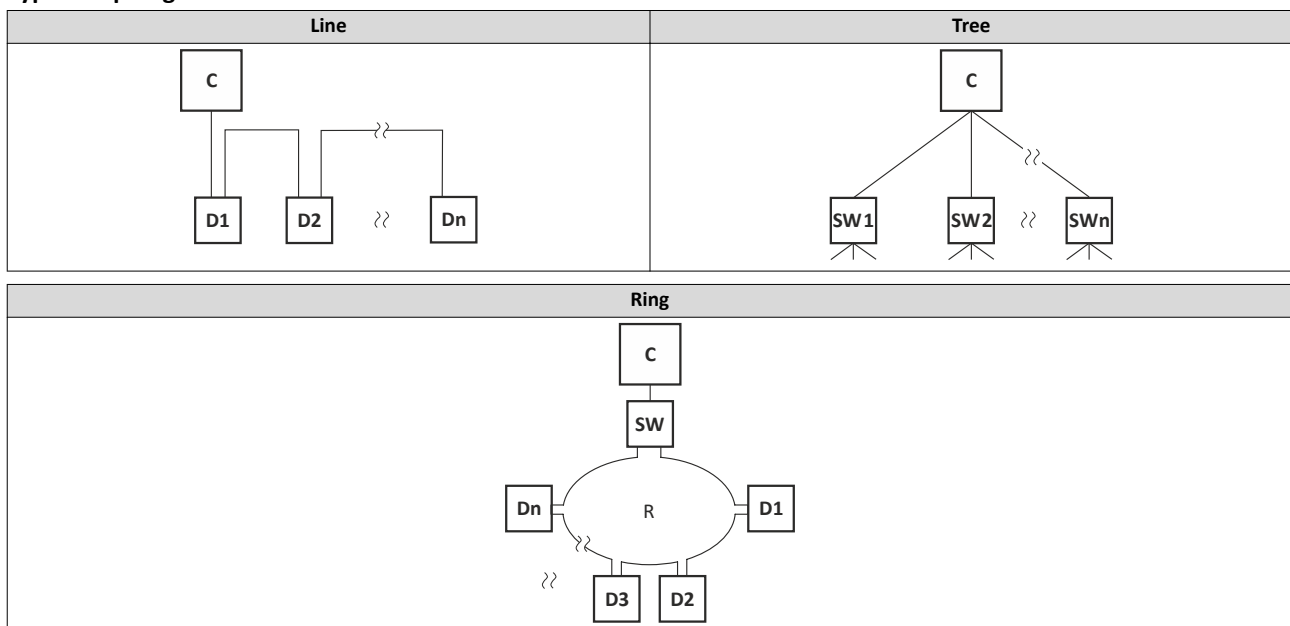 Line Tree
C C
D1 D2 Dn
SW1 SW2 SWn
Ring
C
SW
Dn R D1
D3 D2